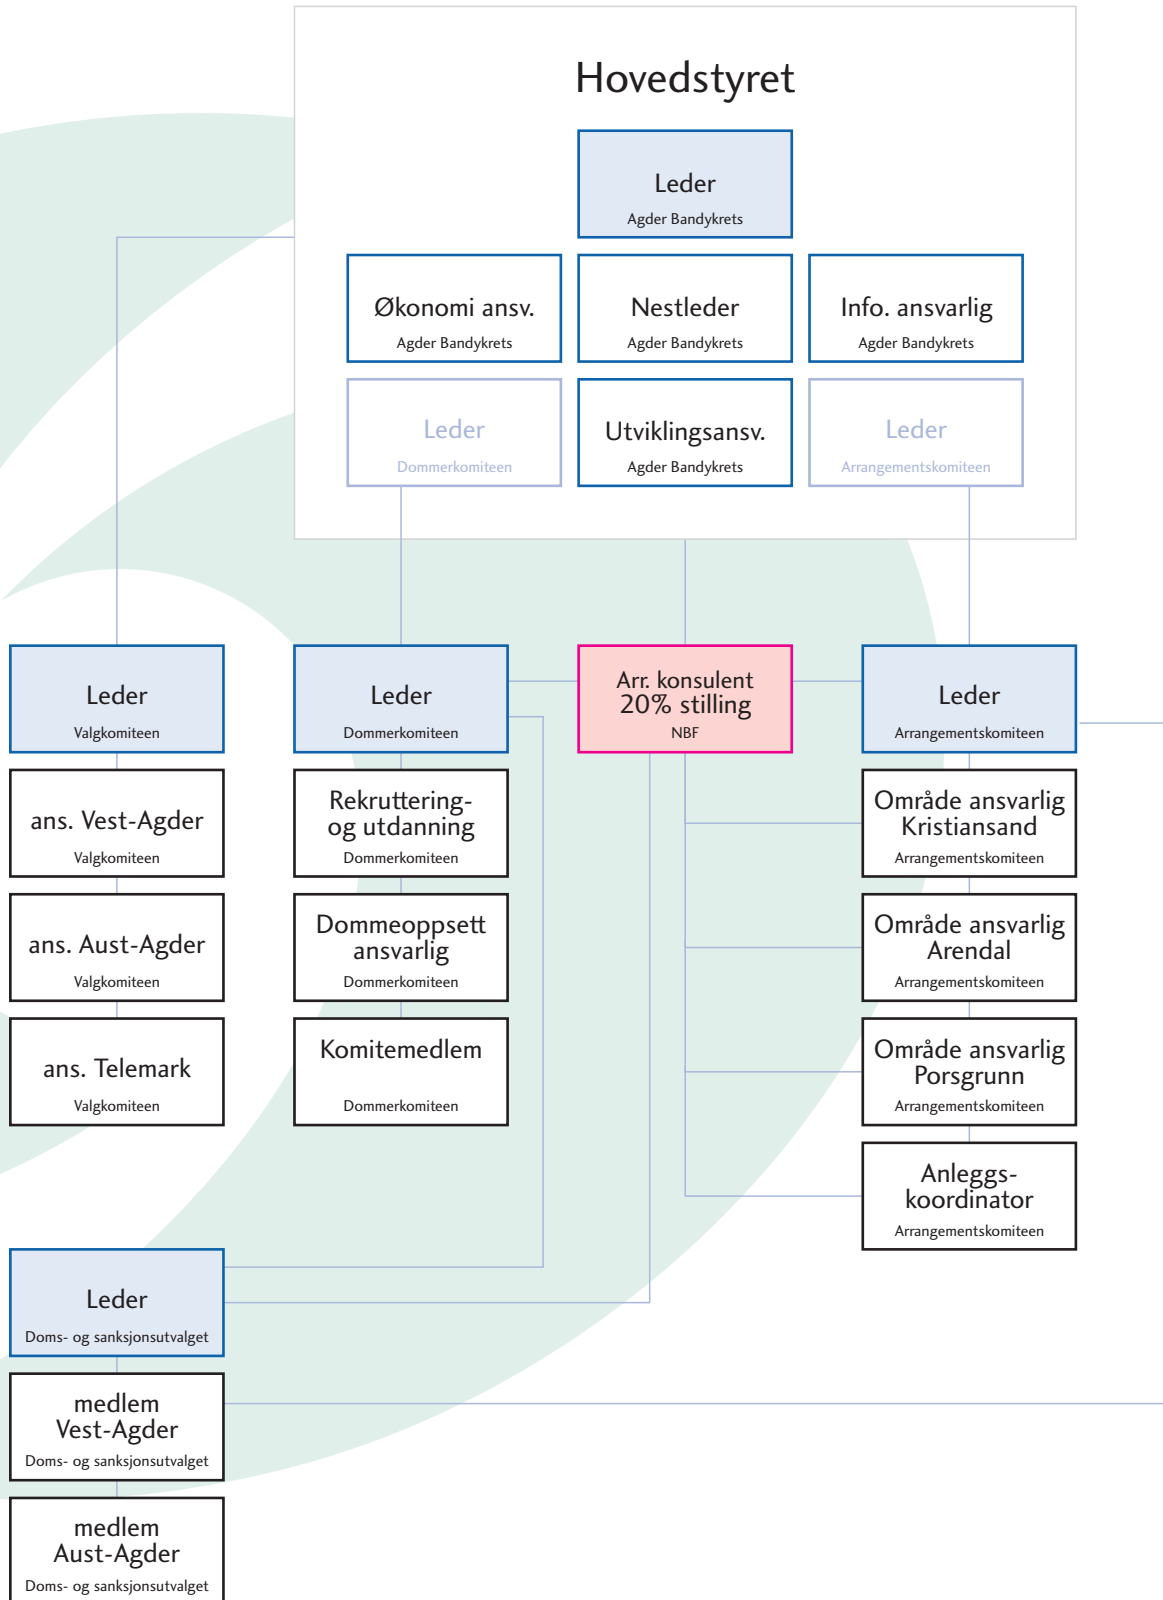 Hovedstyret
Leder
Agder Bandykrets
Økonomi ansv.
Agder Bandykrets
Nestleder
Agder Bandykrets
Info. ansvarlig
Agder Bandykrets
Leder
Dommerkomiteen
Utviklingsansv.
Agder Bandykrets
Leder
Arrangementskomiteen
Leder
Valgkomiteen
ans. Vest-Agder
Valgkomiteen
ans. Aust-Agder
Valgkomiteen
ans. Telemark
Valgkomiteen
Leder
Dommerkomiteen
Rekruttering-
og utdanning
Dommerkomiteen
Dommeoppsett
ansvarlig
Dommerkomiteen
Komitemedlem
Dommerkomiteen
Arr. konsulent
20% stilling
NBF
Leder
Arrangementskomiteen
Område ansvarlig
Kristiansand
Arrangementskomiteen
Område ansvarlig
Arendal
Arrangementskomiteen
Område ansvarlig
Porsgrunn
Arrangementskomiteen
Anleggs-
koordinator
Arrangementskomiteen
Leder
Doms- og sanksjonsutvalget
medlem
Vest-Agder
Doms- og sanksjonsutvalget
medlem
Aust-Agder
Doms- og sanksjonsutvalget